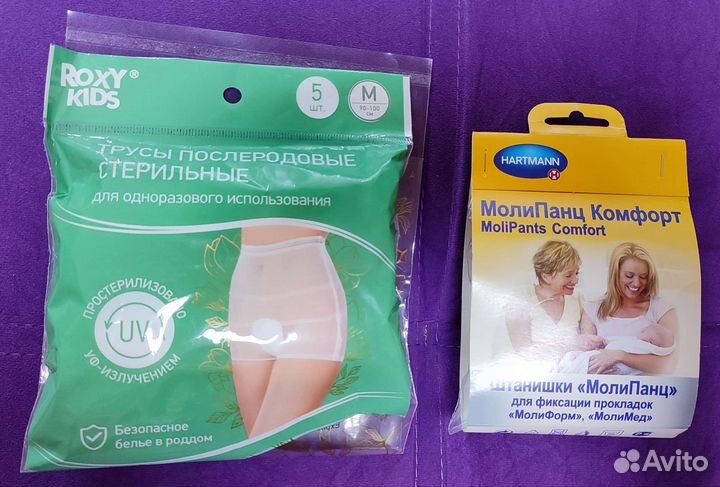 ROXY®
KIDS
5
ШТ.
M
90-100
см
ТРУСЫ ПОСЛЕРОДОВЫЕ
СТЕРИЛЬНЫЕ
для одноразового использования
ПРОСТЕРИЛИЗОВАНО
UV
УФ-ИЗЛУЧЕНИЕМ
Безопасное
белье в роддом
HARTMANN
МолиПанц Комфорт
MoliPants Comfort
Штанишки «МолиПанц»
для фиксации прокладок
«МолиФорм», «МолиМед»
Avito